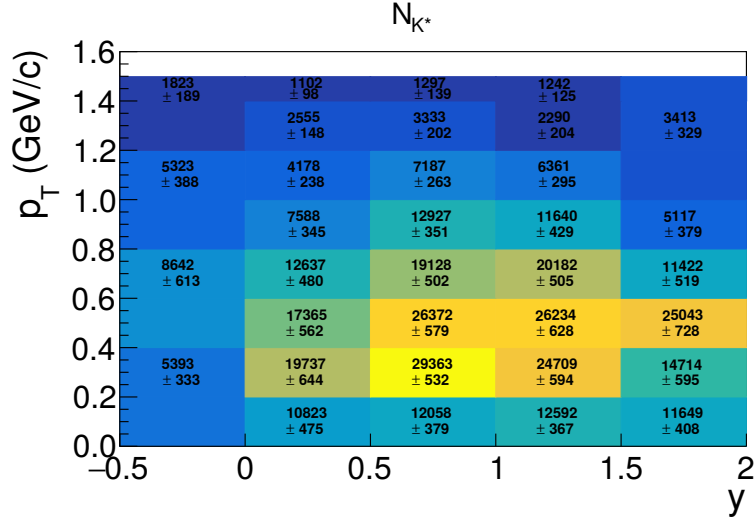 N_K*
p_T (GeV/c)
1.6
1.4
1.2
1.0
0.8
0.6
0.4
0.2
0.0
1823 1102 1297 1242
± 189 ± 98 ± 139 ± 125
2555 3333 2290 3413
± 148 ± 202 ± 204 ± 329
5323 4178 7187 6361
± 388 ± 238 ± 263 ± 295
7588 12927 11640 5117
± 345 ± 351 ± 429 ± 379
8642 12637 19128 20182 11422
± 613 ± 480 ± 502 ± 505 ± 519
17365 26372 26234 25043
± 562 ± 579 ± 628 ± 728
5393 19737 29363 24709 14714
± 333 ± 644 ± 532 ± 594 ± 595
10823 12058 12592 11649
± 475 ± 379 ± 367 ± 408
−0.5 0 0.5 1 1.5 2
y